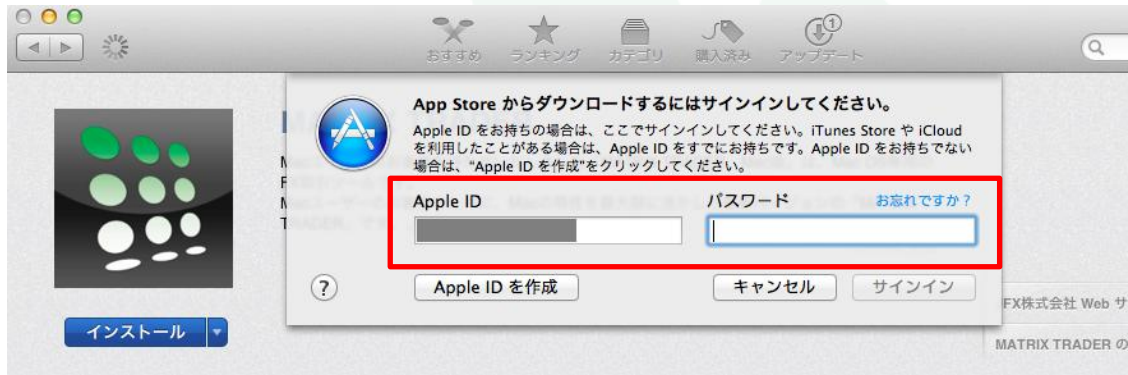 おすすめ ランキング カテゴリ 購入済み アップデート
1
App Store からダウンロードするにはサインインしてください。
Apple ID をお持ちの場合は、ここでサインインしてください。iTunes Store や iCloud
を利用したことがある場合は、Apple ID をすでにお持ちです。Apple ID をお持ちでない
場合は、“Apple ID を作成”をクリックしてください。
Apple ID パスワード お忘れですか？
? Apple ID を作成 キャンセル サインイン
インストール
FX株式会社 Web サ
MATRIX TRADER の